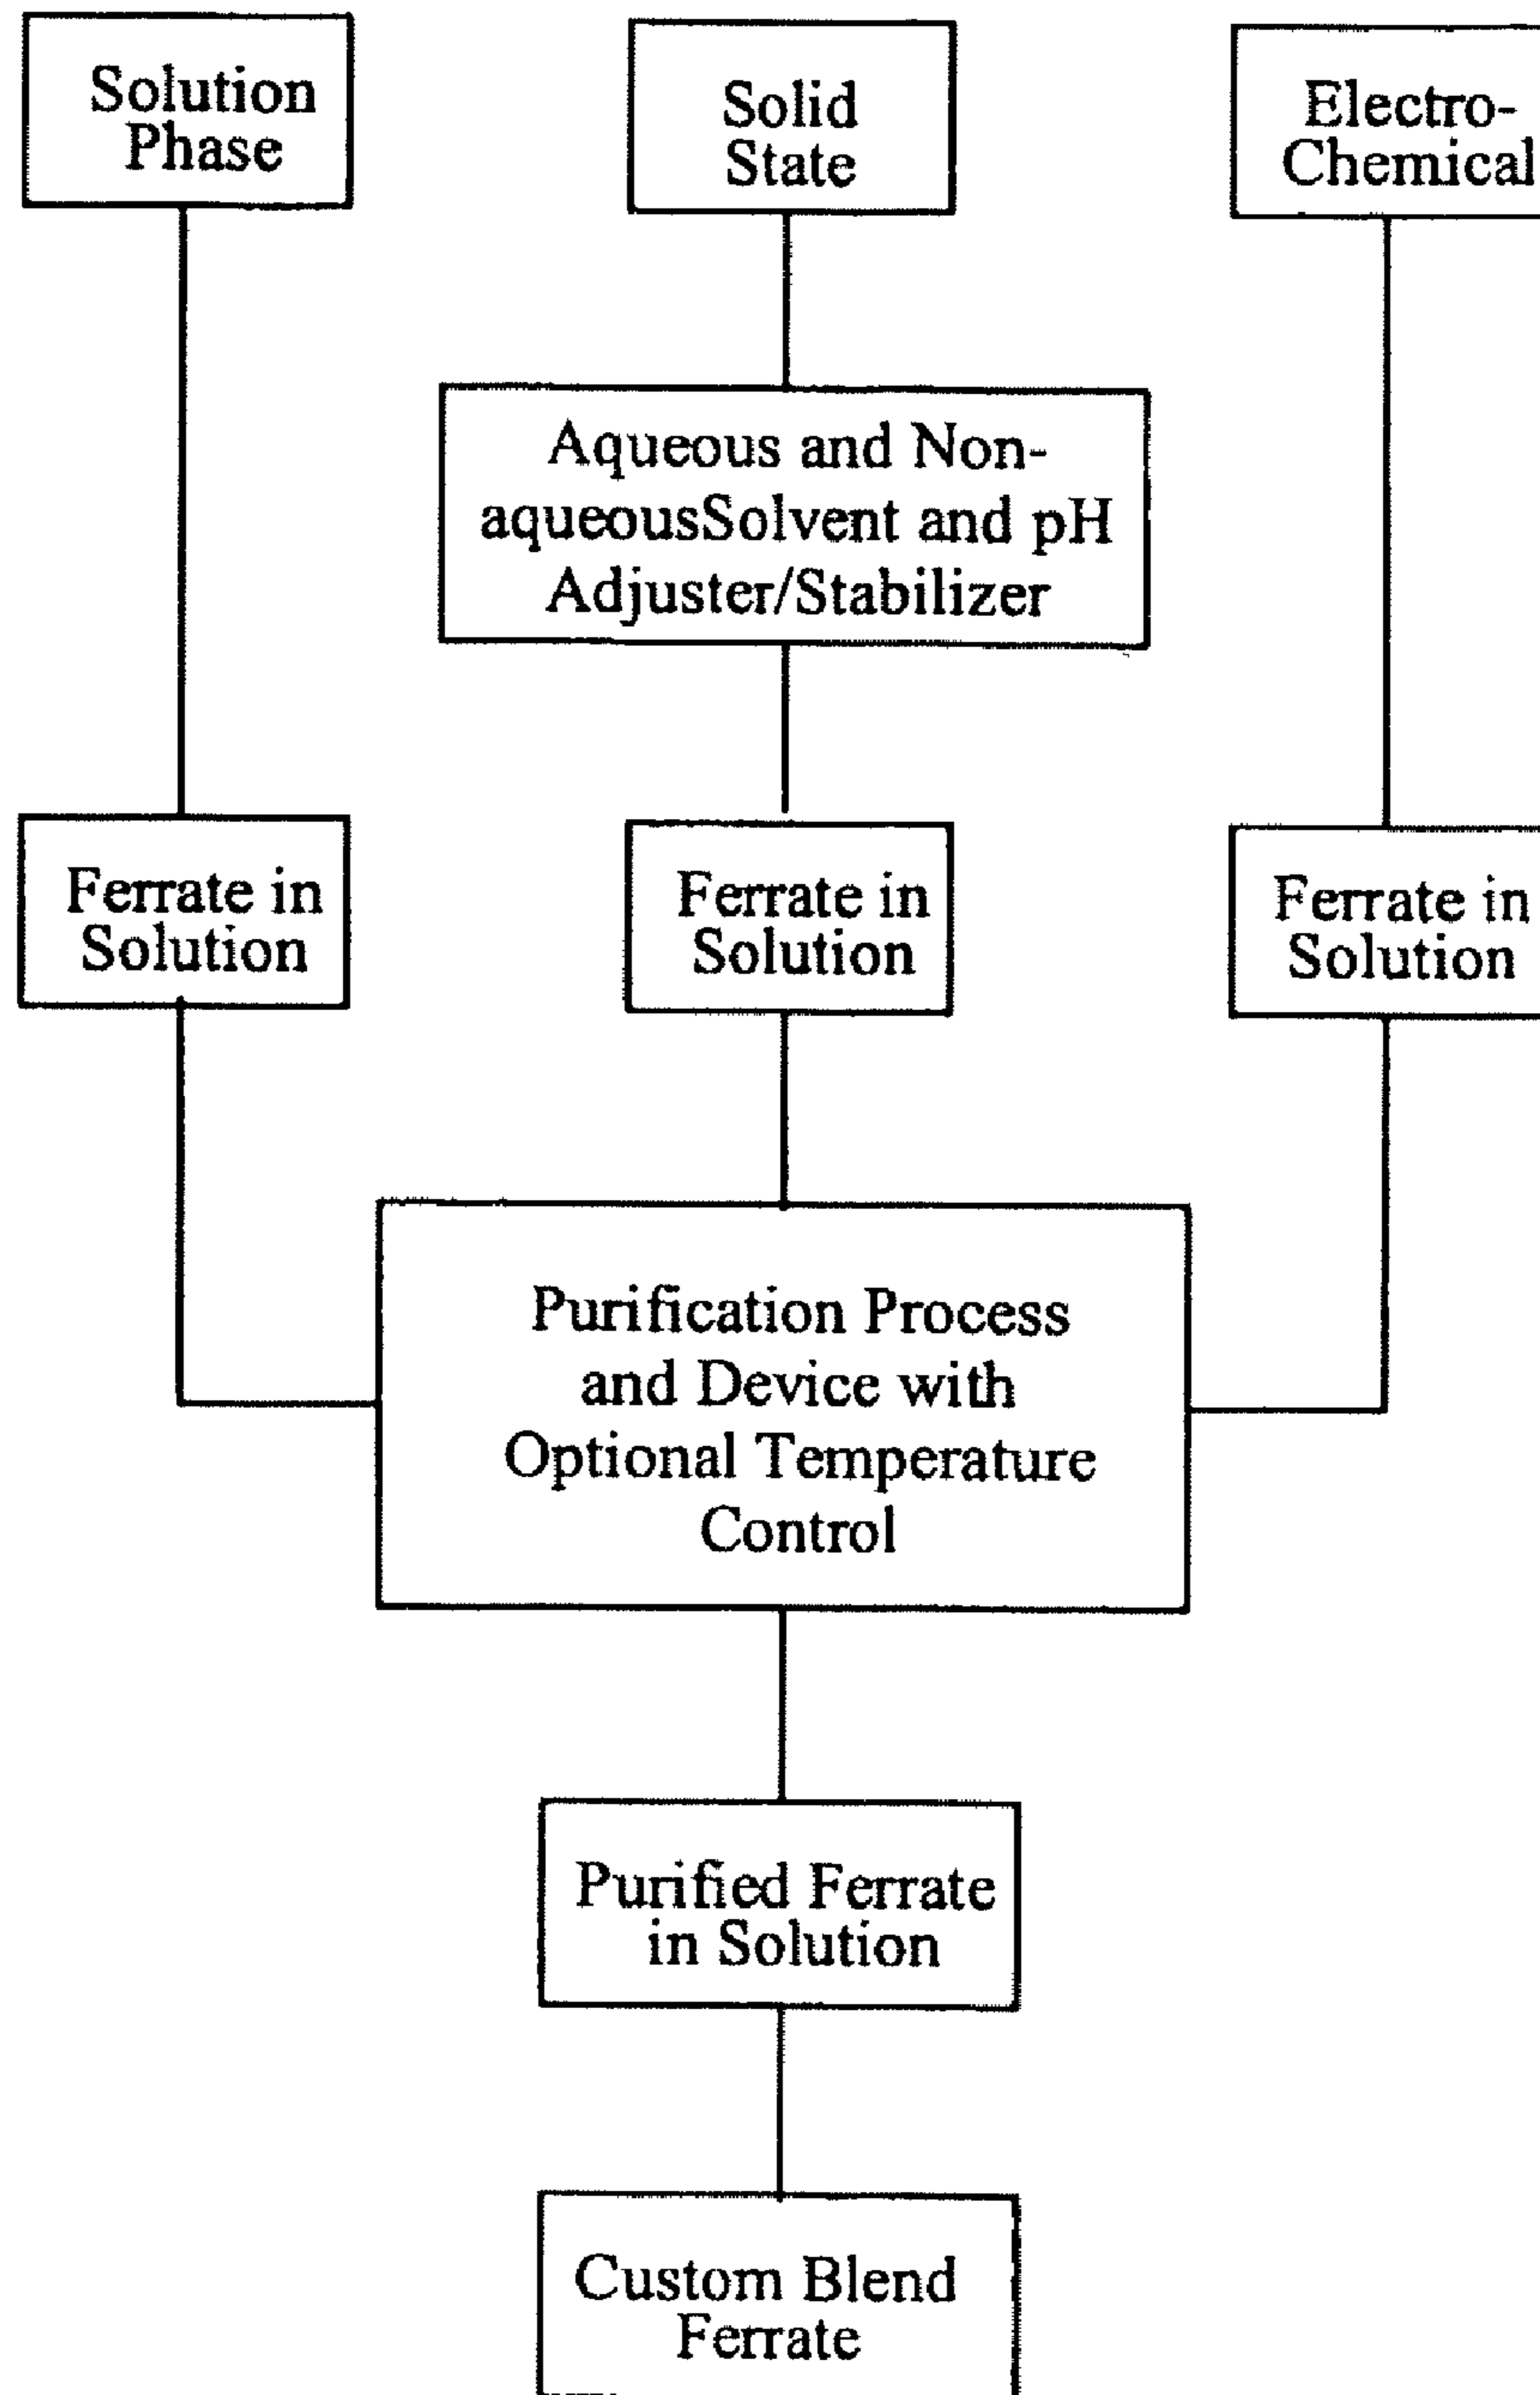 Solution
Phase
Solid
State
Electro-
Chemical
Aqueous and Non-
aqueousSolvent and pH
Adjuster/Stabilizer
Ferrate in
Solution
Ferrate in
Solution
Ferrate in
Solution
Purification Process
and Device with
Optional Temperature
Control
Purified Ferrate
in Solution
Custom Blend
Ferrate